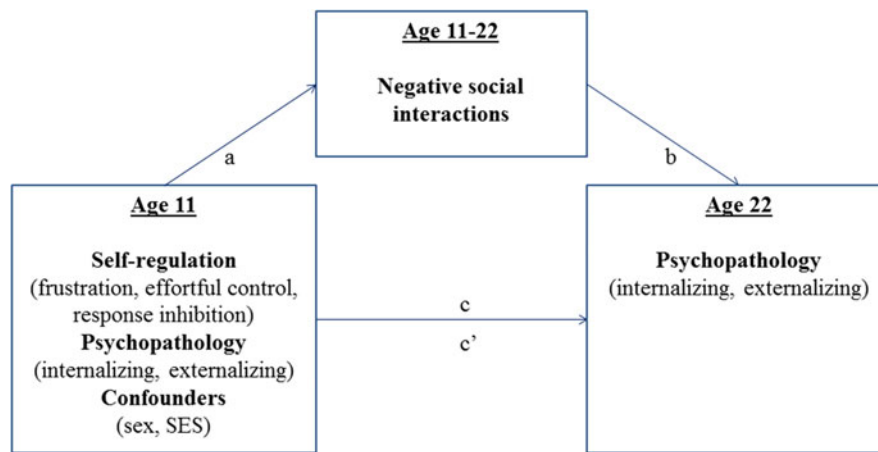 Age 11-22
Negative social
interactions
a
b
Age 11
Self-regulation
(frustration, effortful control,
response inhibition)
Psychopathology
(internalizing, externalizing)
Confounders
(sex, SES)
c
c’
Age 22
Psychopathology
(internalizing, externalizing)